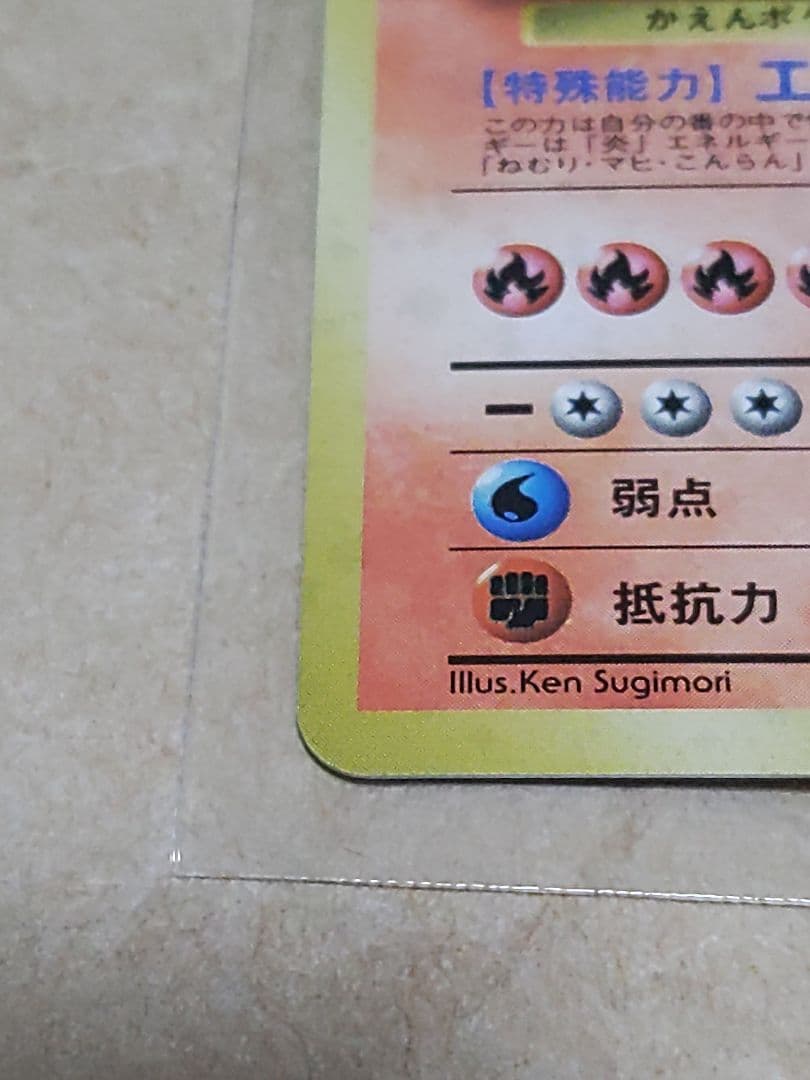 かえんポケ
【特殊能力】エ
この力は自分の番の中で
ギーは「炎」エネルギー
「ねむり・マヒ・こんらん」
弱点
抵抗力
Illus.Ken Sugimori